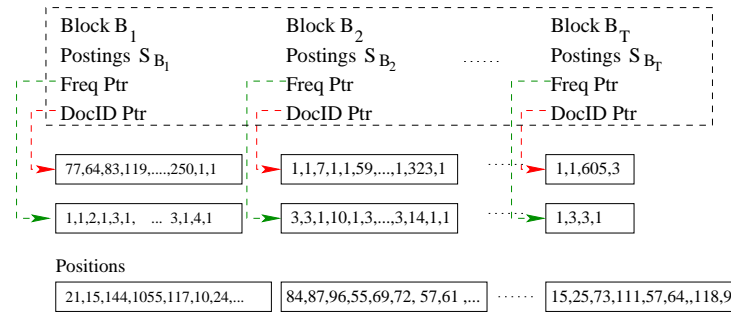 Block B1 Block B2 Block BT
Postings SB1 Postings SB2 ...... Postings SBT
Freq Ptr Freq Ptr Freq Ptr
DocID Ptr DocID Ptr DocID Ptr
77,64,83,119,....,250,1,1 1,1,7,1,1,59,...,1,323,1 ...... 1,1,605,3
1,1,2,1,3,1, ... 3,1,4,1 3,3,1,10,1,3,...,3,14,1,1 ...... 1,3,3,1
Positions
21,15,144,1055,117,10,24,... 84,87,96,55,69,72, 57,61 ,... ...... 15,25,73,111,57,64,,118,9